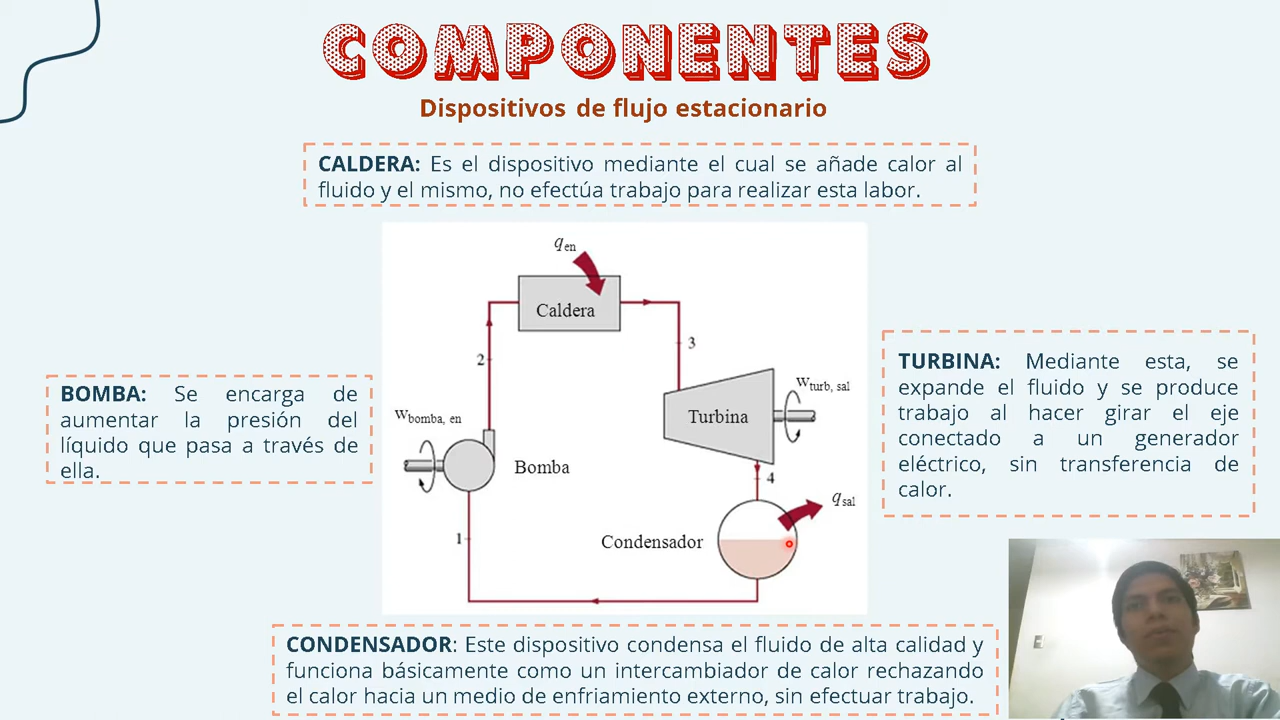 COMPONENTES
Dispositivos de flujo estacionario
CALDERA: Es el dispositivo mediante el cual se añade calor al
fluido y el mismo, no efectúa trabajo para realizar esta labor.
q en
Caldera
3
2
TURBINA: Mediante esta, se
expande el fluido y se produce
trabajo al hacer girar el eje
conectado a un generador
eléctrico, sin transferencia de
calor.
BOMBA: Se encarga de
aumentar la presión del
líquido que pasa a través de
ella.
w turb, sal
w bomba, en
Turbina
Bomba
4
q sal
1
Condensador
CONDENSADOR: Este dispositivo condensa el fluido de alta calidad y
funciona básicamente como un intercambiador de calor rechazando
el calor hacia un medio de enfriamiento externo, sin efectuar trabajo.